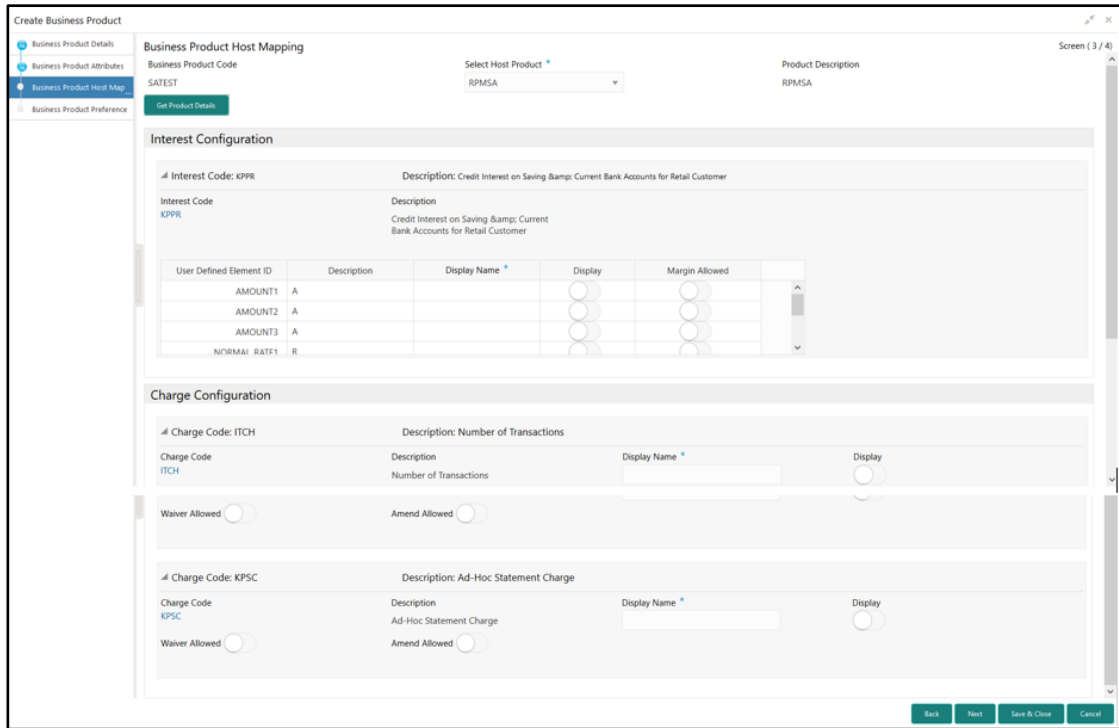 Create Business Product
Business Product Details
Business Product Attributes
Business Product Host Map...
Business Product Preference
Business Product Host Mapping
Screen ( 3 / 4)
Business Product Code
Select Host Product *
Product Description
SATEST
RPMSA
RPMSA
Get Product Details
Interest Configuration
Interest Code: KPPR
Description: Credit Interest on Saving &amp; Current Bank Accounts for Retail Customer
Interest Code
Description
KPPR
Credit Interest on Saving &amp; Current
Bank Accounts for Retail Customer
User Defined Element ID
Description
Display Name *
Display
Margin Allowed
AMOUNT1 A
AMOUNT2 A
AMOUNT3 A
NORMAL_RATE1 R
Charge Configuration
Charge Code: ITCH
Description: Number of Transactions
Charge Code
Description
Display Name *
Display
ITCH
Number of Transactions
Waiver Allowed
Amend Allowed
Charge Code: KPSC
Description: Ad-Hoc Statement Charge
Charge Code
Description
Display Name *
Display
KPSC
Ad-Hoc Statement Charge
Waiver Allowed
Amend Allowed
Back
Next
Save & Close
Cancel